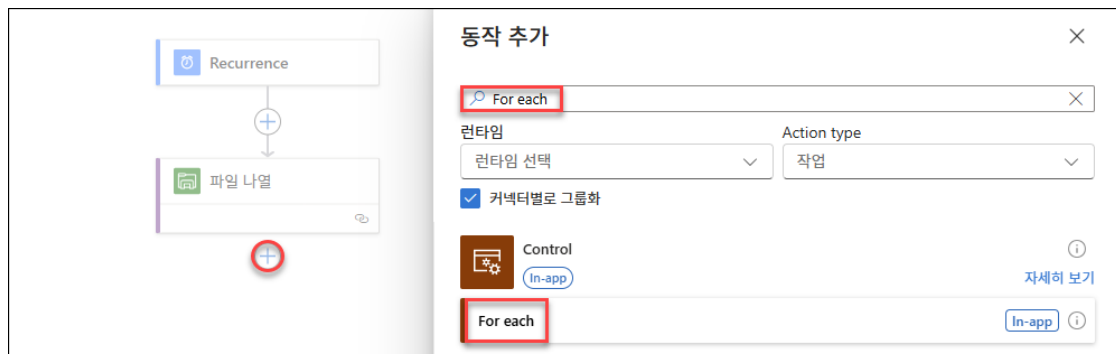 Recurrence
파일 나열
동작 추가
For each
런타임
Action type
런타임 선택
작업
커넥터별로 그룹화
Control
In-app
자세히 보기
For each
In-app